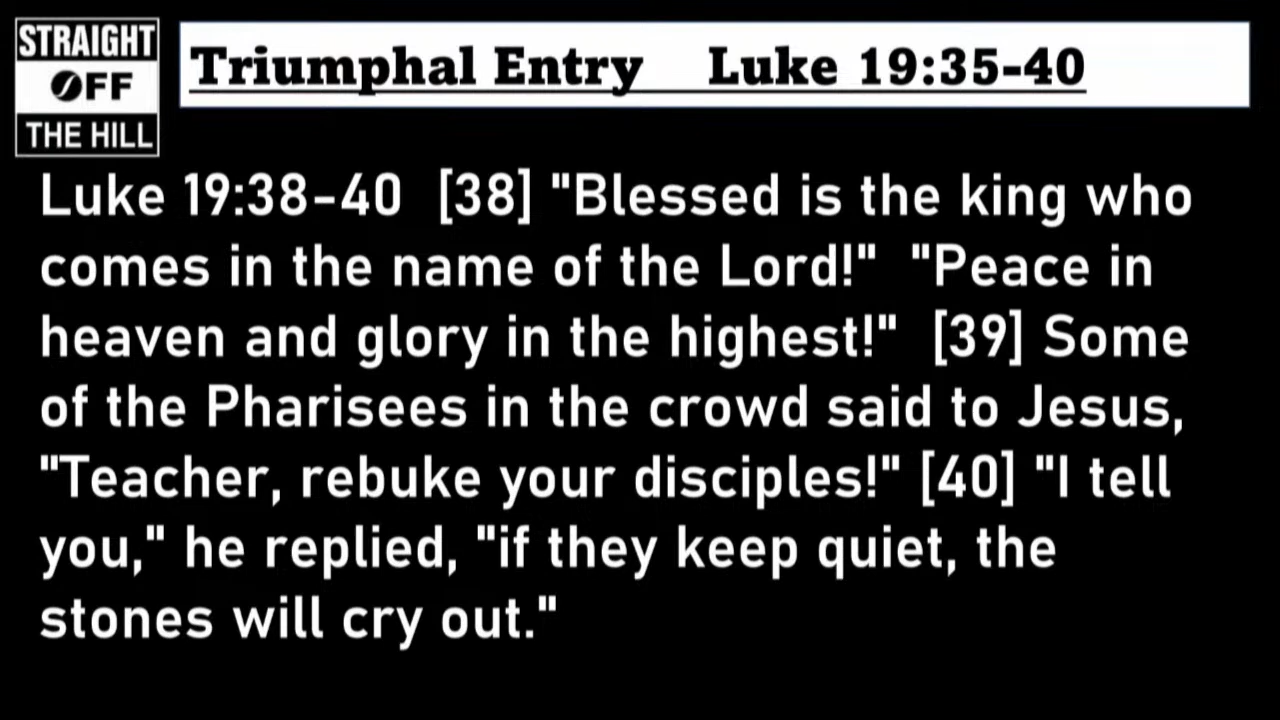 STRAIGHT
OFF
THE HILL
Triumphal Entry Luke 19:35-40
Luke 19:38-40 [38] "Blessed is the king who
comes in the name of the Lord!" "Peace in
heaven and glory in the highest!" [39] Some
of the Pharisees in the crowd said to Jesus,
"Teacher, rebuke your disciples!" [40] "I tell
you," he replied, "if they keep quiet, the
stones will cry out."